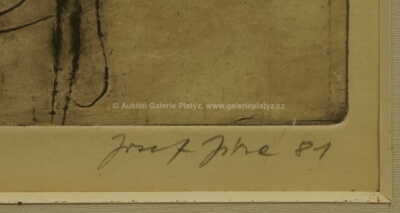 © Aukční Galerie Platýz, www.galerieplatyz.cz
Josef Jíra 81